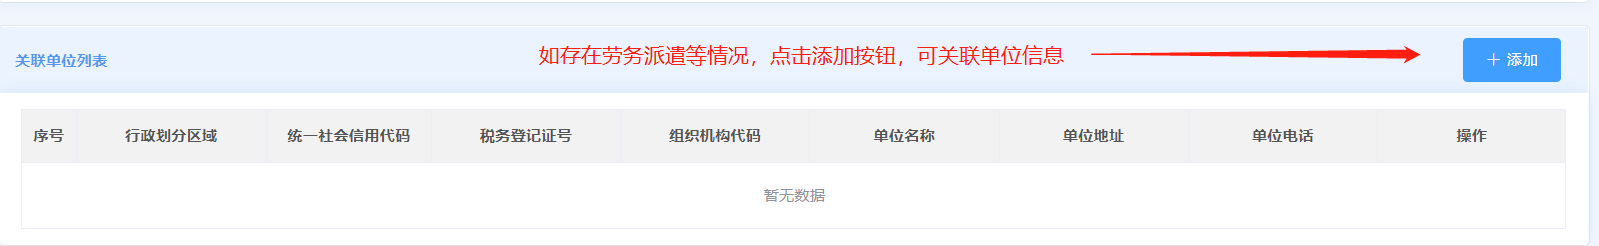 如存在劳务派遣等情况，点击添加按钮，可关联单位信息
关联单位列表
＋ 添加
序号 行政划分区域 统一社会信用代码 税务登记证号 组织机构代码 单位名称 单位地址 单位电话 操作
暂无数据